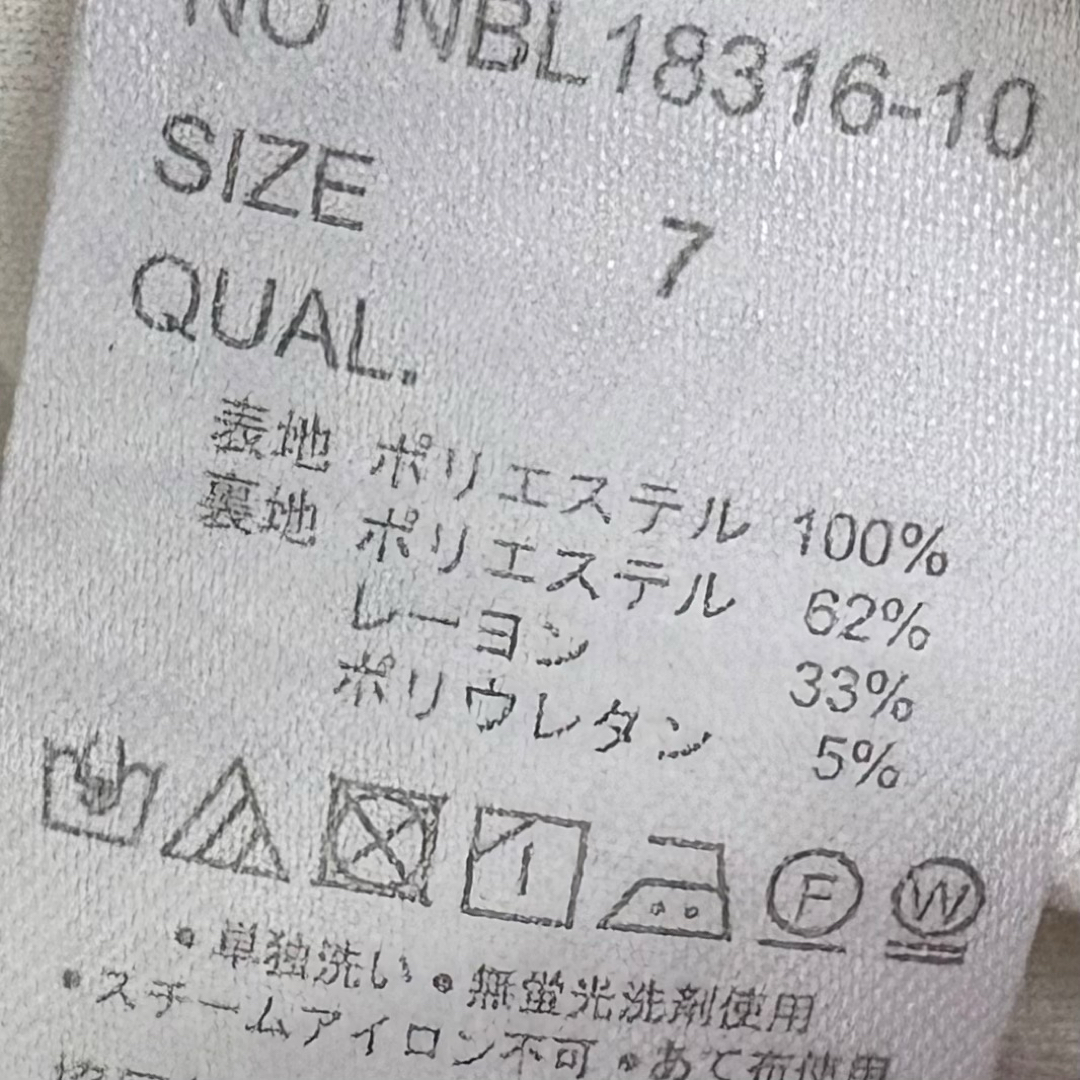 NO NBL18316-10
SIZE 7
QUAL.
表地 ポリエステル 100%
裏地 ポリエステル 62%
レーヨン 33%
ポリウレタン 5%
F W
・単独洗い・無蛍光洗剤使用
・スチームアイロン不可・あて布使用